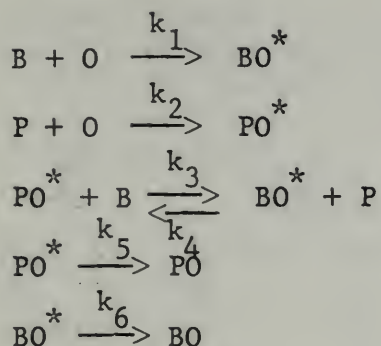 B + O —k₁→ BO*
P + O —k₂→ PO*
PO* + B ⇄ (k₃, k₄) BO* + P
PO* —k₅→ PO
BO* —k₆→ BO